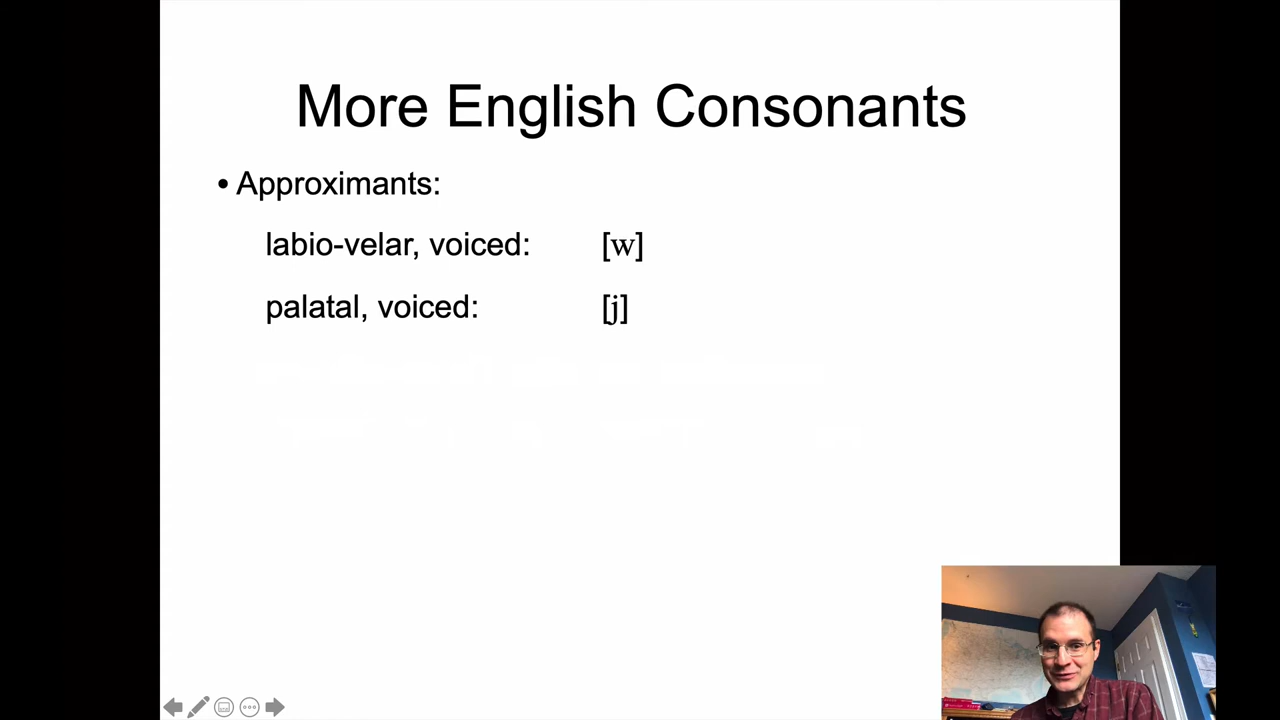 More English Consonants
• Approximants:
labio-velar, voiced: [w]
palatal, voiced: [j]